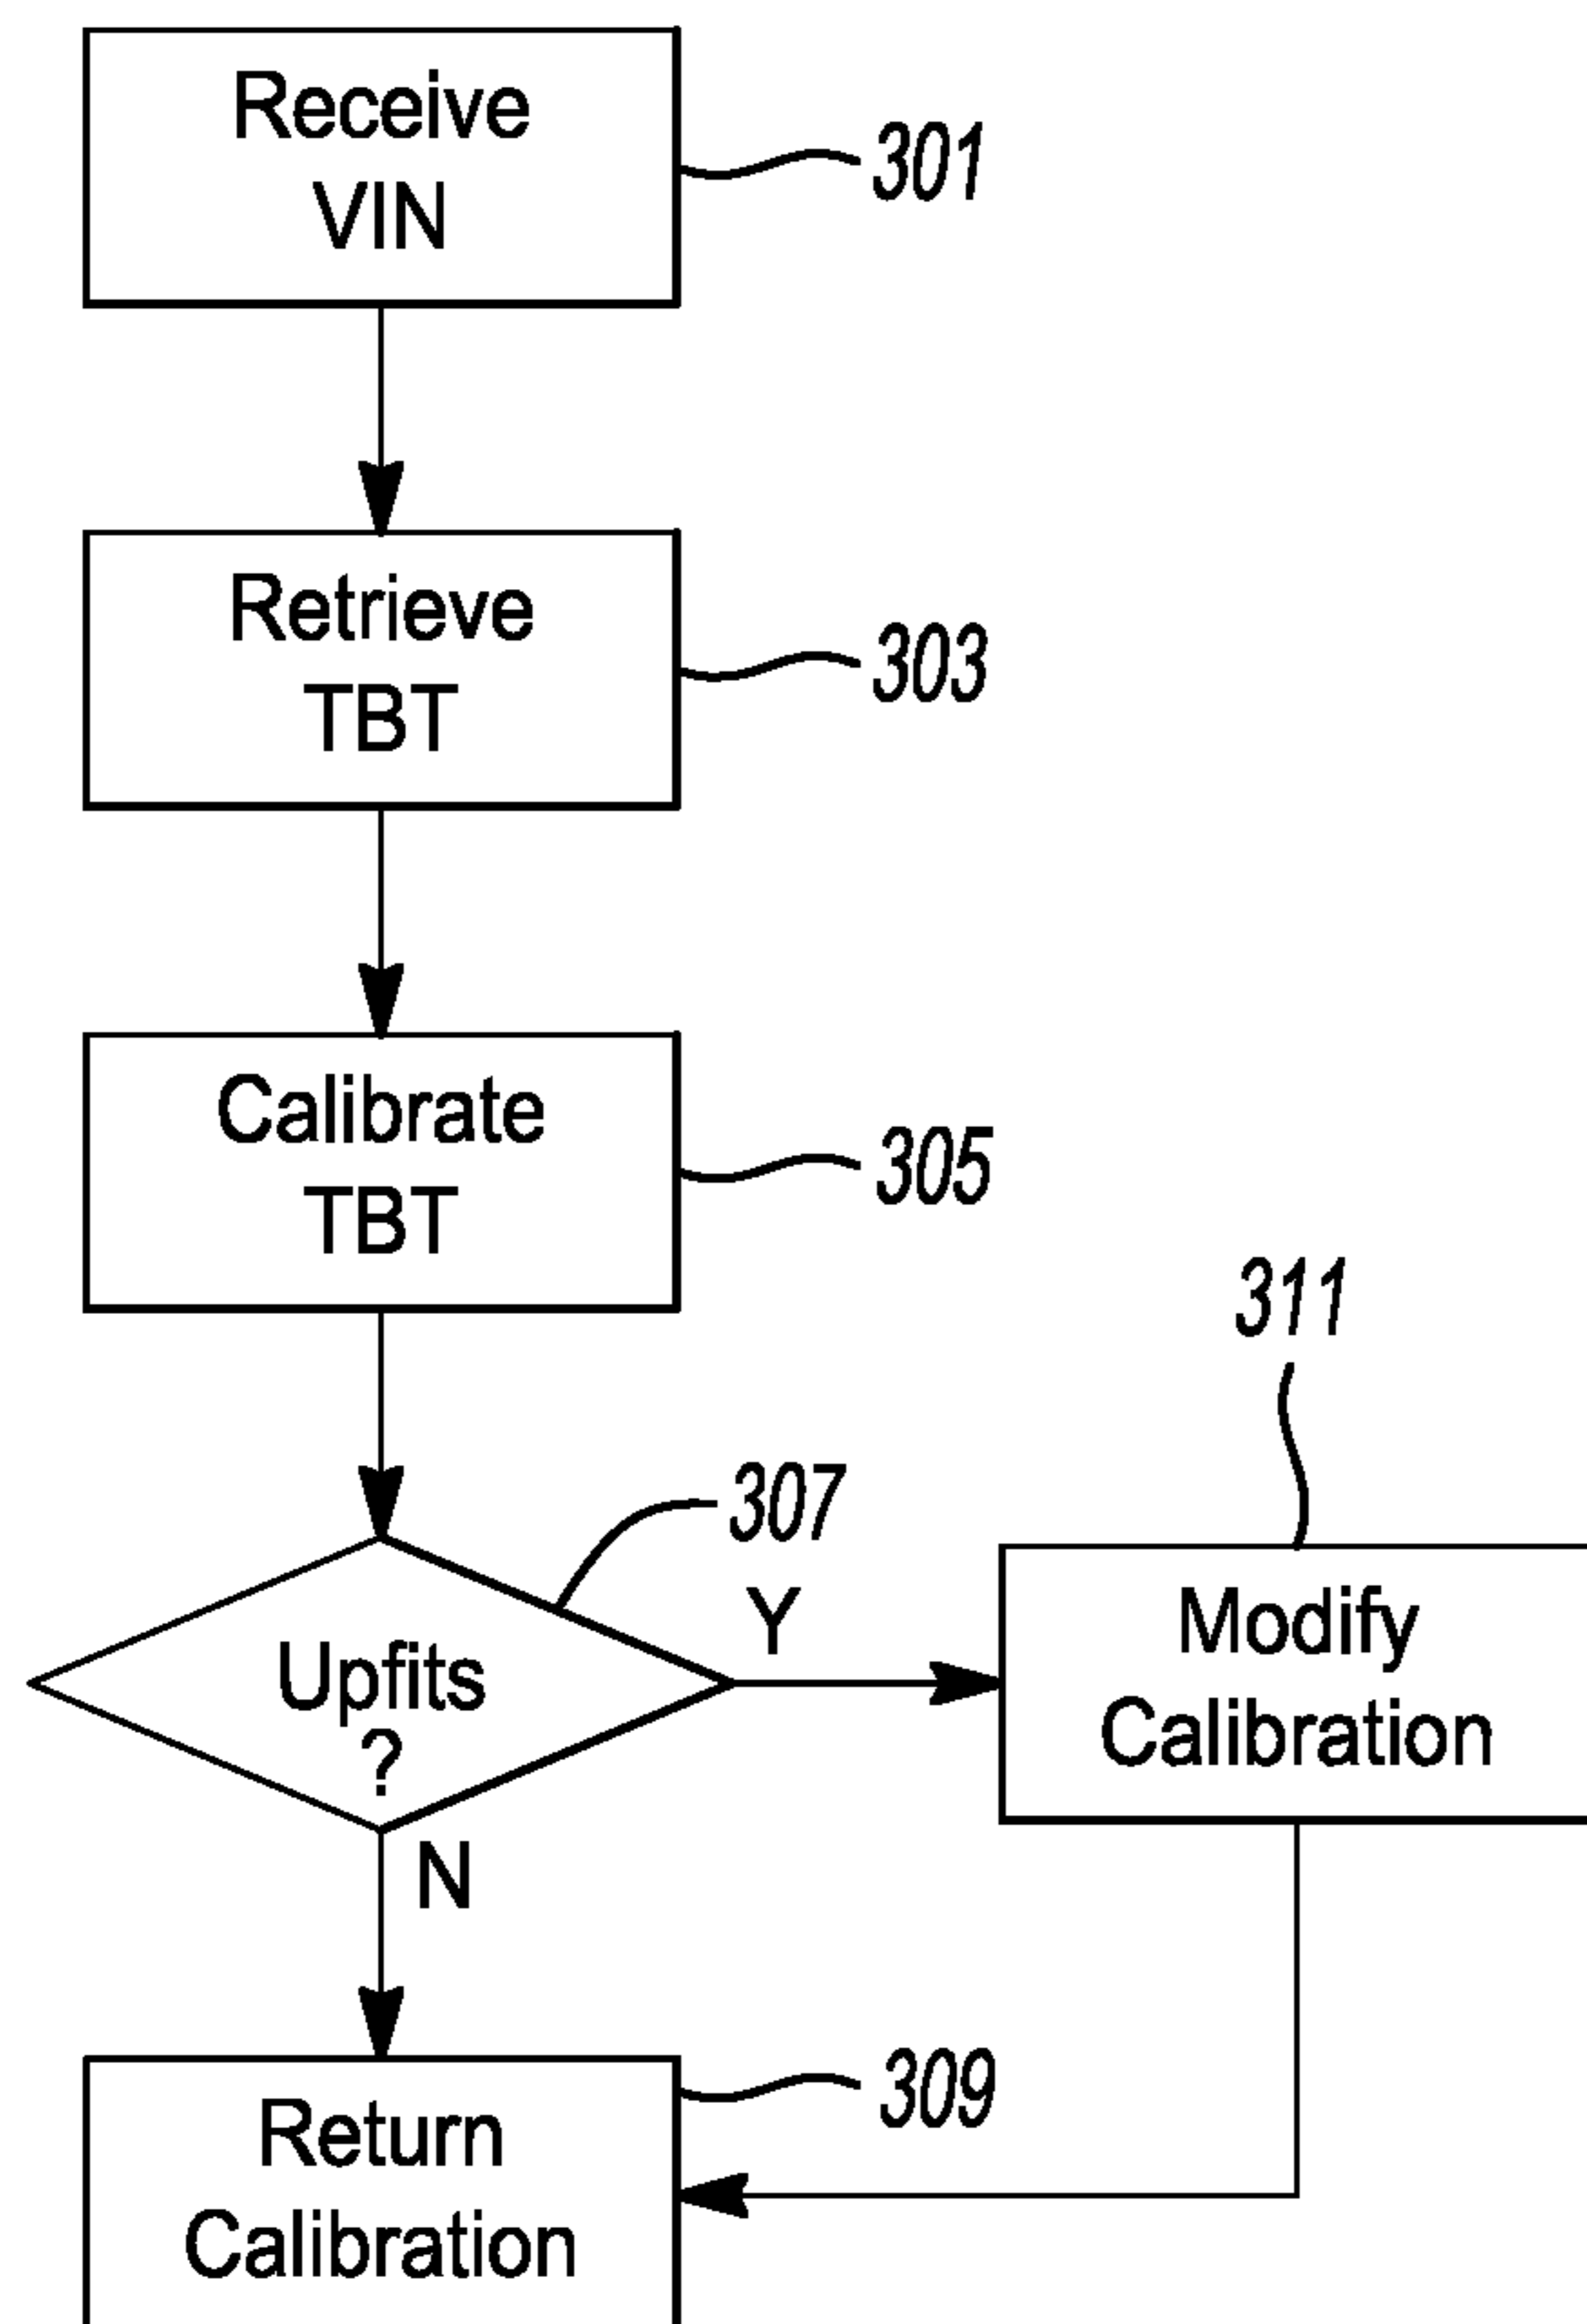 Receive
VIN
301
Retrieve
TBT
303
Calibrate
TBT
305
311
307
Y
Upfits
?
Modify
Calibration
N
309
Return
Calibration